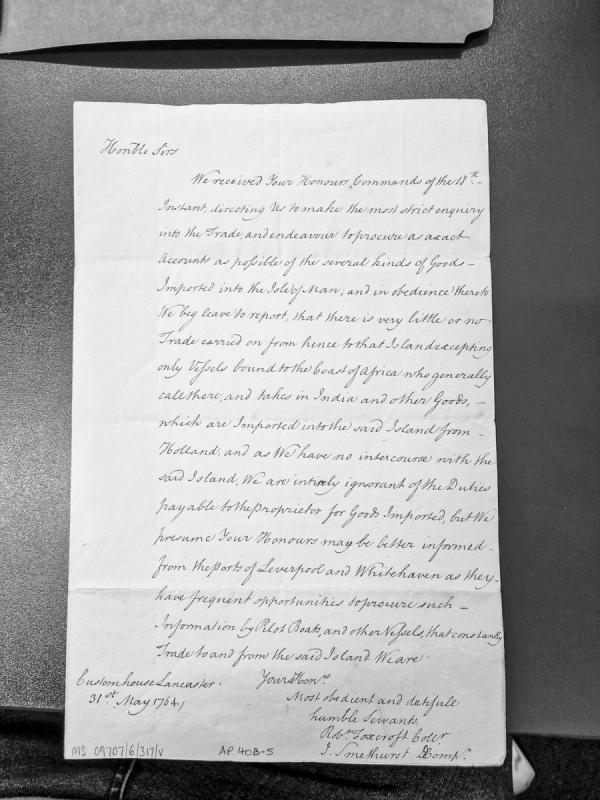 Honble Sirs
We received Your Honours Commands of the 18th
Instant, directing Us to make the most strict enquiry
into the Trade, and endeavour to procure as exact
Accounts as possible of the several kinds of Goods
Imported into the Isle of Man; and in obedience thereto
We beg leave to report, that there is very little or no
Trade carried on from hence to that Island excepting
only Vessels bound to the Coast of Africa who generally
call there, and takes in India and other Goods,
which are Imported into the said Island from
Holland, and as We have no intercourse with the
said Island, We are intirely ignorant of the Duties
payable to the Proprietor for Goods Imported, but We
presume Your Honours may be better informed
from the Ports of Leverpool and Whitehaven as they
have frequent opportunities to procure such
Information by Pilot Boats, and other Vessels, that constantly
Trade to and from the said Island We are
Customhouse Lancaster. Your Honrs
31st May 1764
Most obedient and dutifull
humble Servants
Robt Foxcroft Collr
J. Smethurst DCompr
MS 09707/6/317/V AP 40B-5